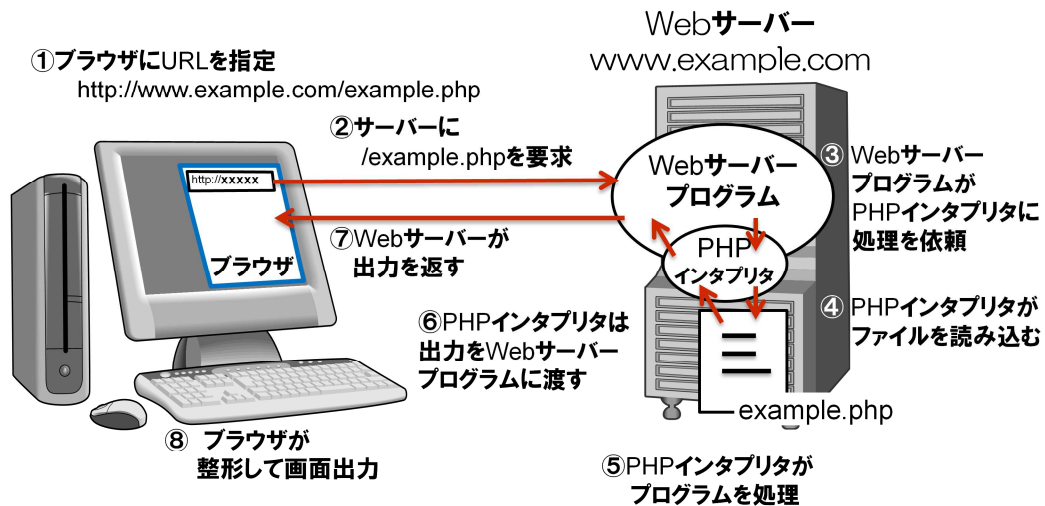 Webサーバー
www.example.com
①ブラウザにURLを指定
http://www.example.com/example.php
②サーバーに
/example.phpを要求
http://xxxxx
ブラウザ
Webサーバー
プログラム
③Webサーバー
プログラムが
PHPインタプリタに
処理を依頼
PHP
インタプリタ
④PHPインタプリタが
ファイルを読み込む
example.php
⑤PHPインタプリタが
プログラムを処理
⑥PHPインタプリタは
出力をWebサーバー
プログラムに渡す
⑦Webサーバーが
出力を返す
⑧ ブラウザが
整形して画面出力